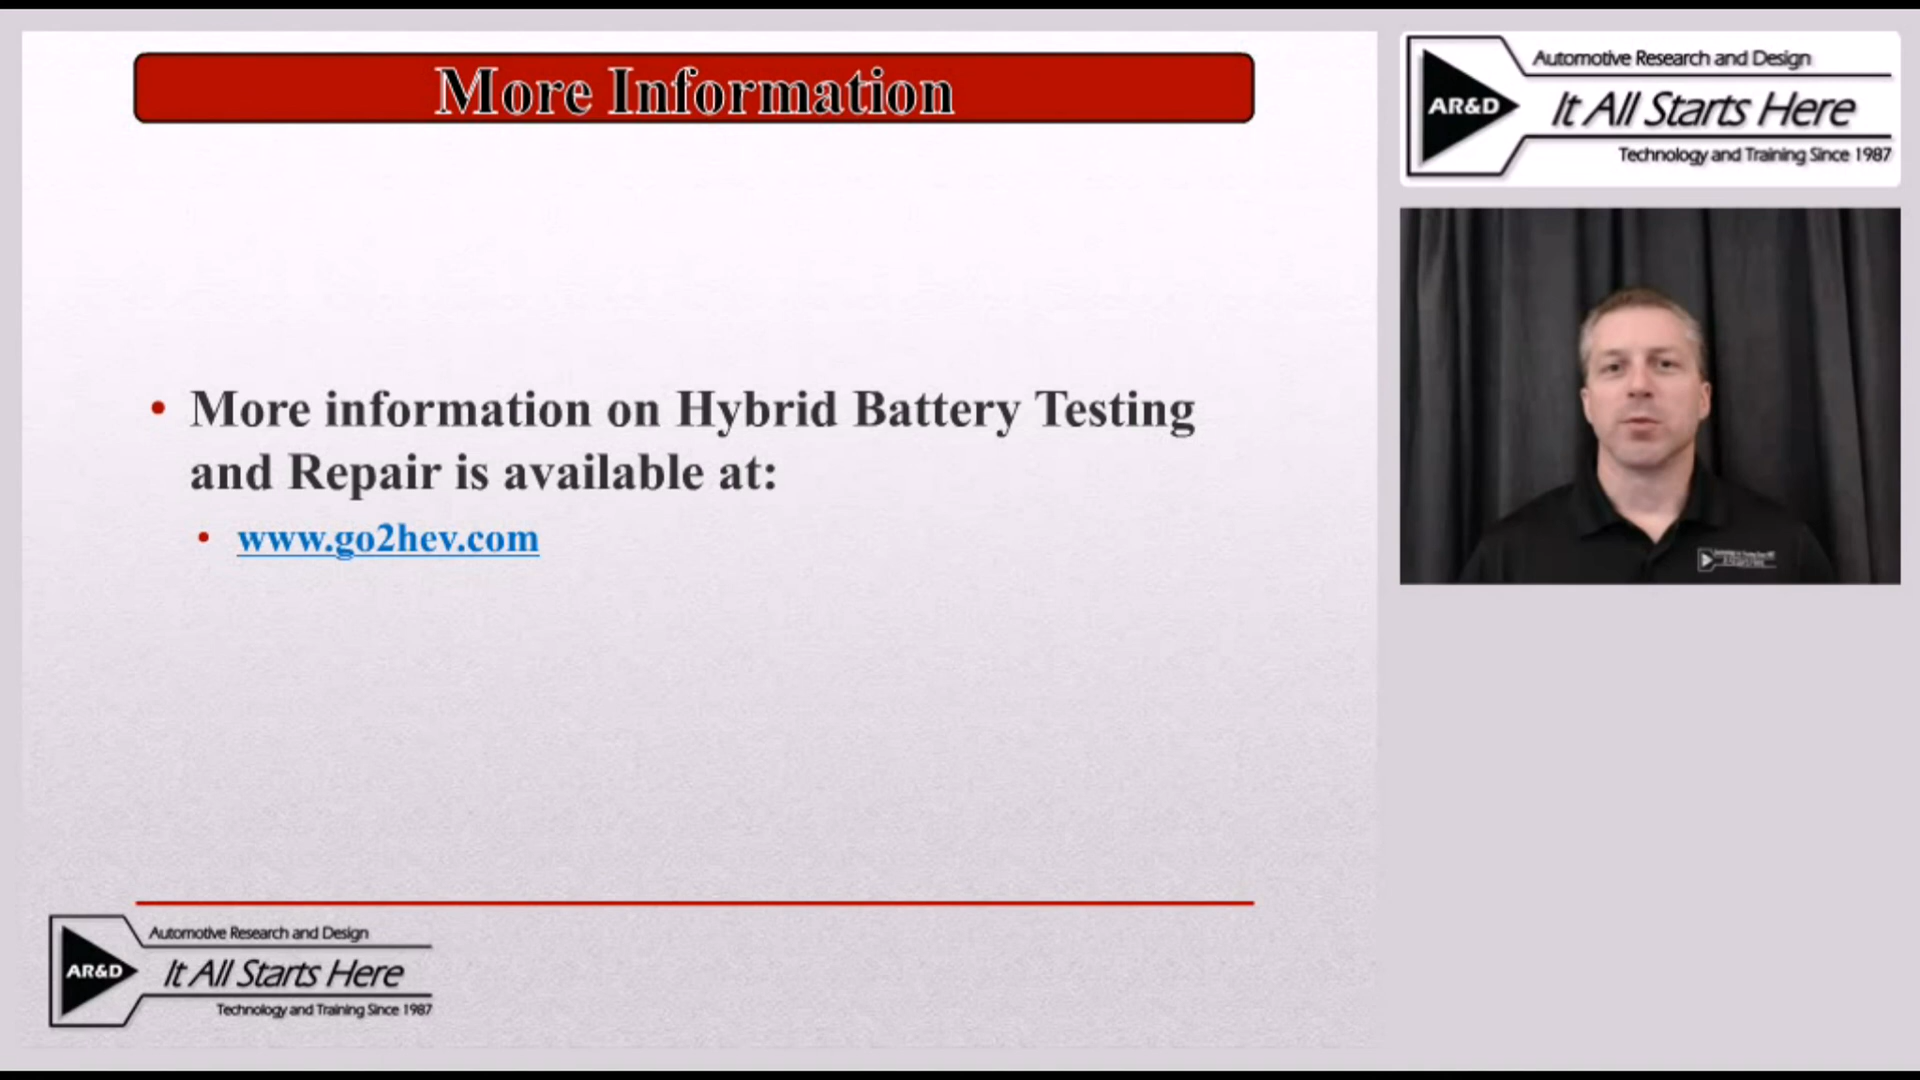 More Information
Automotive Research and Design
AR&D
It All Starts Here
Technology and Training Since 1987
• More information on Hybrid Battery Testing
and Repair is available at:
• www.go2hev.com
Automotive Research and Design
AR&D
It All Starts Here
Technology and Training Since 1987